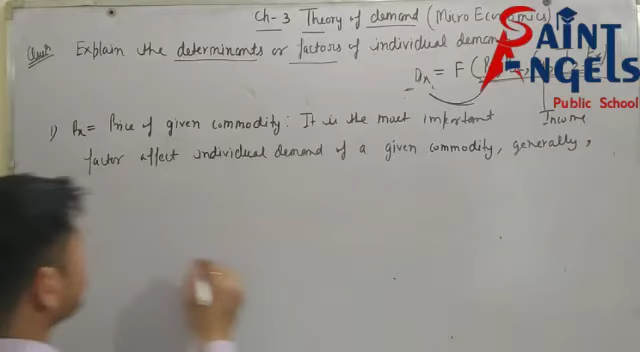 Ch-3 Theory of demand (Micro Economics)
Ques: Explain the determinants or factors of individual demand
Dx = F (P
Income
1) Px = Price of given commodity: It is the most important
factor affect individual demand of a given commodity, generally,
SAINT
ANGELS
Public School